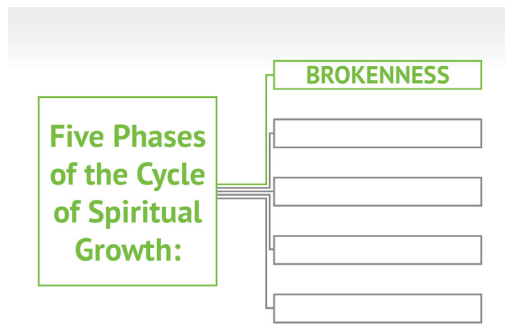 BROKENNESS
Five Phases
of the Cycle
of Spiritual
Growth: